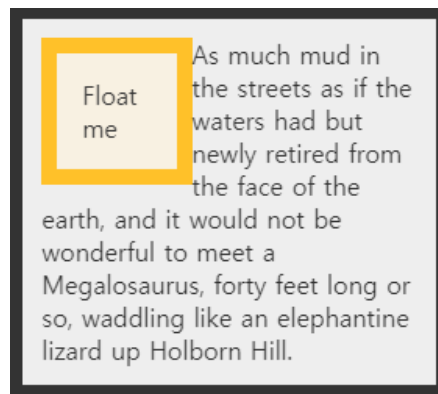 Float
me
As much mud in
the streets as if the
waters had but
newly retired from
the face of the
earth, and it would not be
wonderful to meet a
Megalosaurus, forty feet long or
so, waddling like an elephantine
lizard up Holborn Hill.